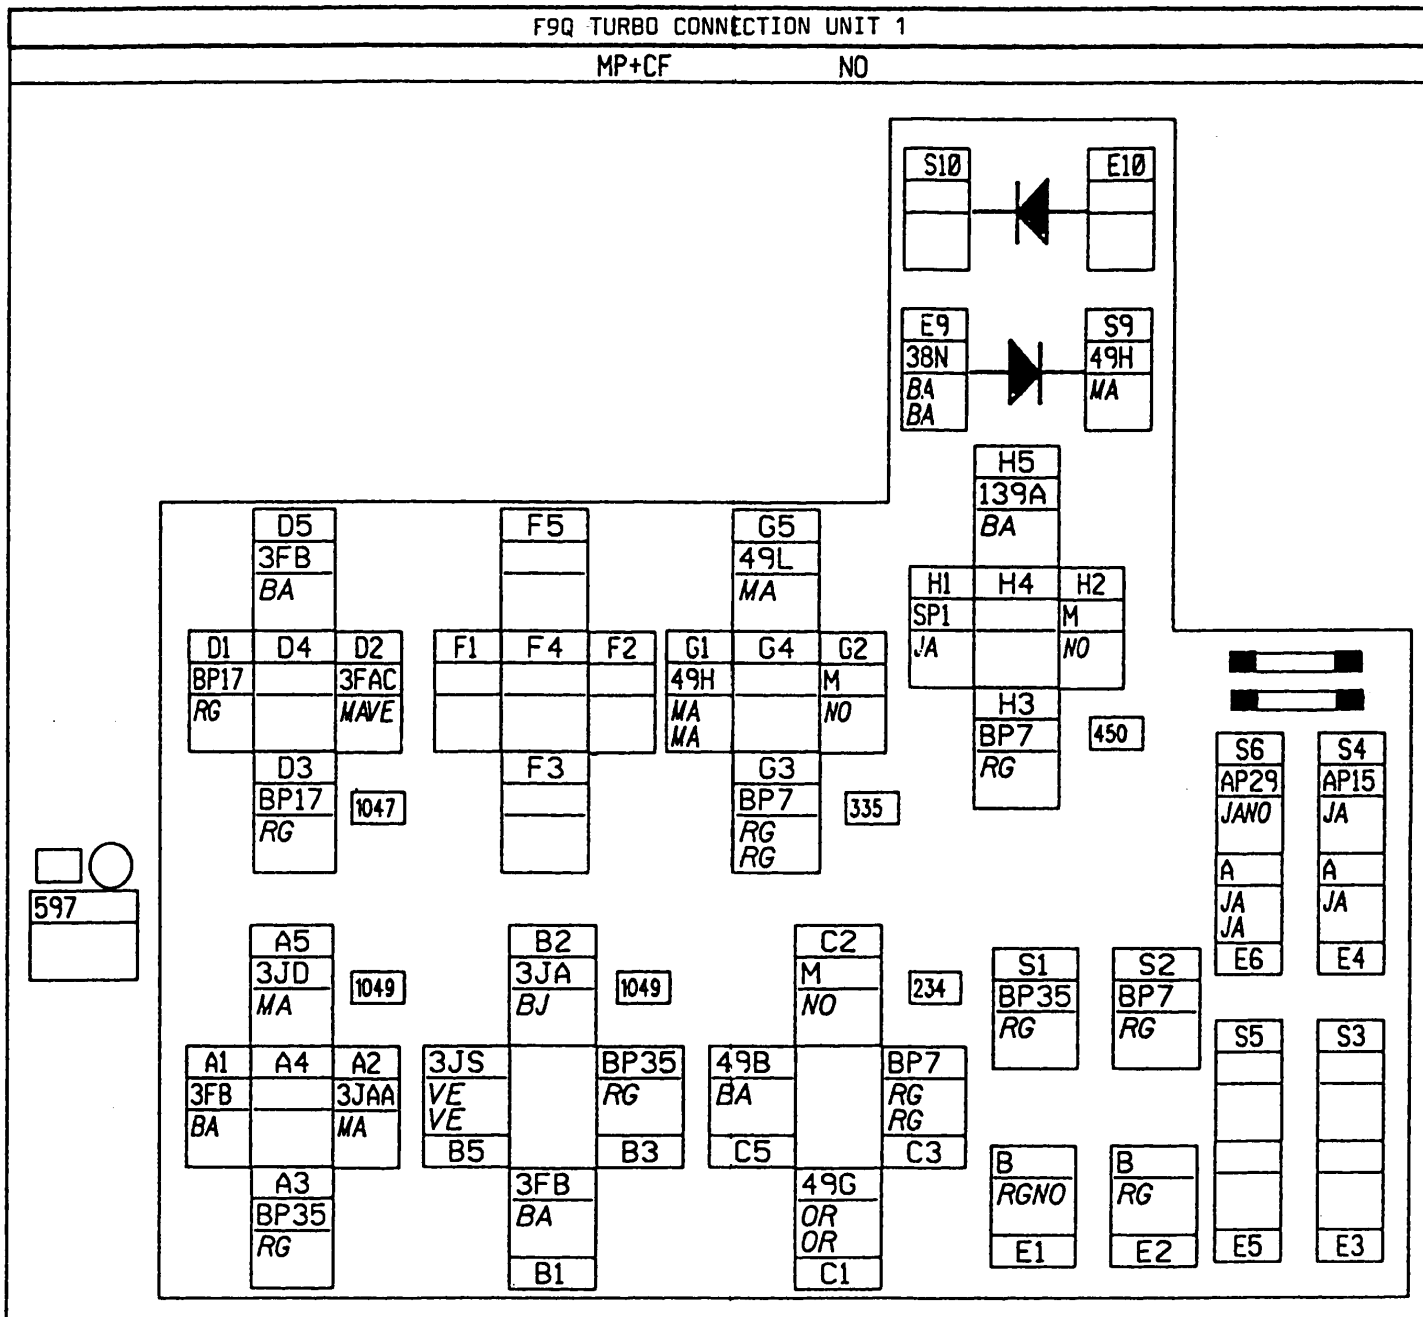 F9Q TURBO CONNECTION UNIT 1
MP+CF NO
S10 E10
E9 S9
38N 49H
BA MA
BA
H5
139A
BA
H1 H4 H2
SP1 M
JA NO
H3
BP7
RG
450
D5 F5 G5
3FB 49L
BA MA
D1 D4 D2 F1 F4 F2 G1 G4 G2
BP17 3FAC 49H M
RG MAVE MA NO
MA
D3 F3 G3
BP17 BP7
RG RG
RG
1047 335
S6 S4
AP29 AP15
JANO JA
A A
JA JA
JA
E6 E4
597
A5 B2 C2
3JD 3JA M
MA BJ NO
1049 1049 234
A1 A4 A2 3JS BP35 49B BP7
3FB 3JAA VE RG BA RG
BA MA VE RG
B5 B3 C5 C3
A3 3FB 49G
BP35 BA OR
RG OR
B1 C1
S1 S2
BP35 BP7
RG RG
S5 S3
B B
RGNO RG
E1 E2 E5 E3